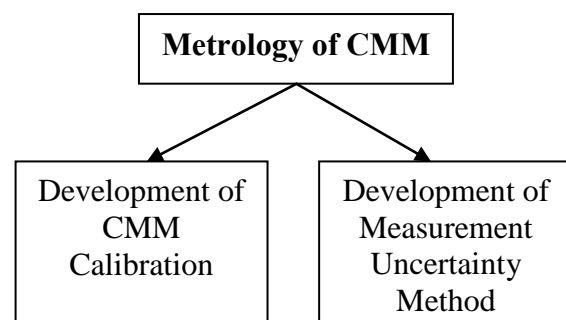 Metrology of CMM
Development of
CMM
Calibration
Development of
Measurement
Uncertainty
Method